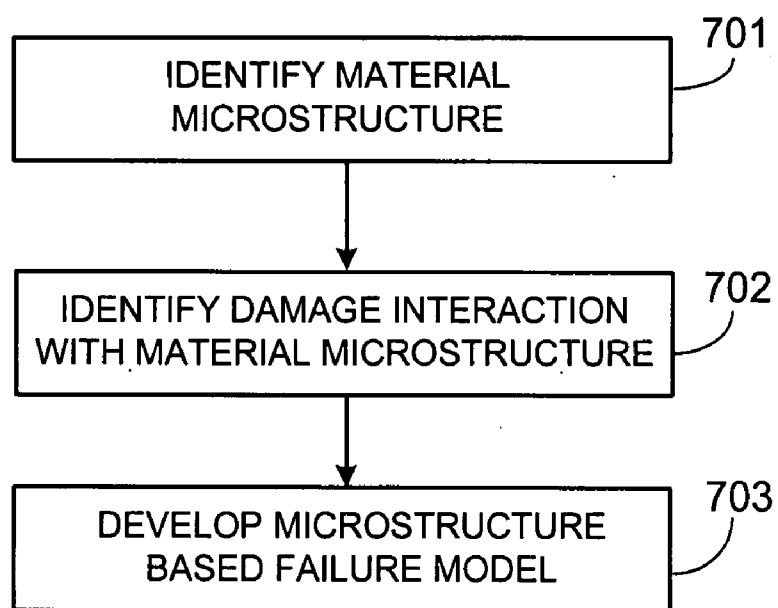 701
IDENTIFY MATERIAL
MICROSTRUCTURE
702
IDENTIFY DAMAGE INTERACTION
WITH MATERIAL MICROSTRUCTURE
703
DEVELOP MICROSTRUCTURE
BASED FAILURE MODEL